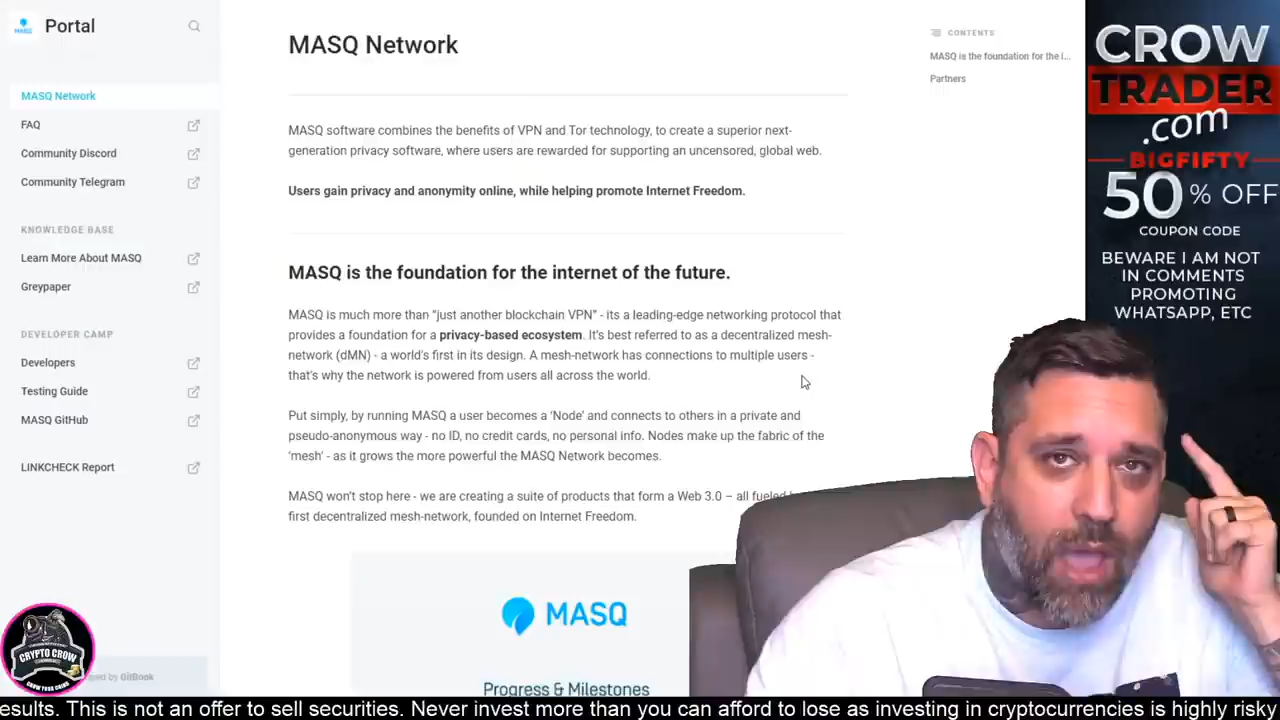 Portal
MASQ Network
FAQ
Community Discord
Community Telegram
KNOWLEDGE BASE
Learn More About MASQ
Greypaper
DEVELOPER CAMP
Developers
Testing Guide
MASQ GitHub
LINKCHECK Report
GitBook
CRYPTO CROW
MASQ Network
MASQ software combines the benefits of VPN and Tor technology, to create a superior next-
generation privacy software, where users are rewarded for supporting an uncensored, global web.
Users gain privacy and anonymity online, while helping promote Internet Freedom.
MASQ is the foundation for the internet of the future.
MASQ is much more than "just another blockchain VPN" - its a leading-edge networking protocol that
provides a foundation for a privacy-based ecosystem. It's best referred to as a decentralized mesh-
network (dMN) - a world's first in its design. A mesh-network has connections to multiple users -
that's why the network is powered from users all across the world.
Put simply, by running MASQ a user becomes a 'Node' and connects to others in a private and
pseudo-anonymous way - no ID, no credit cards, no personal info. Nodes make up the fabric of the
'mesh' - as it grows the more powerful the MASQ Network becomes.
MASQ won't stop here - we are creating a suite of products that form a Web 3.0 – all fueled
first decentralized mesh-network, founded on Internet Freedom.
MASQ
Progress & Milestones
CONTENTS
MASQ is the foundation for the I...
Partners
CROW
TRADER
.com
BIGFIFTY
50% OFF
COUPON CODE
BEWARE I AM NOT
IN COMMENTS
PROMOTING
WHATSAPP, ETC
esults. This is not an offer to sell securities. Never invest more than you can afford to lose as investing in cryptocurrencies is highly risky